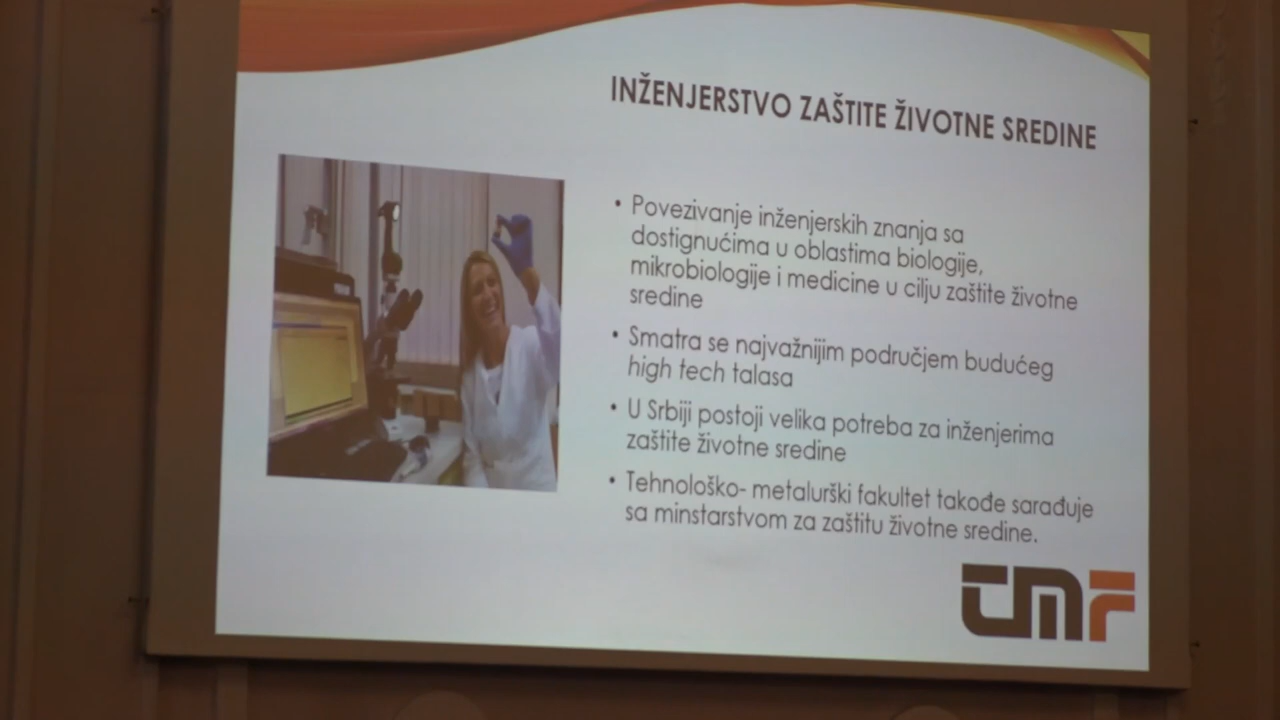 INŽENJERSTVO ZAŠTITE ŽIVOTNE SREDINE
• Povezivanje inženjerskih znanja sa
dostignućima u oblastima biologije,
mikrobiologije i medicine u cilju zaštite životne
sredine
• Smatra se najvažnijim područjem budućeg
high tech talasa
• U Srbiji postoji velika potreba za inženjerima
zaštite životne sredine
• Tehnološko- metalurški fakultet takođe sarađuje
sa minstarstvom za zaštitu životne sredine.
TMF